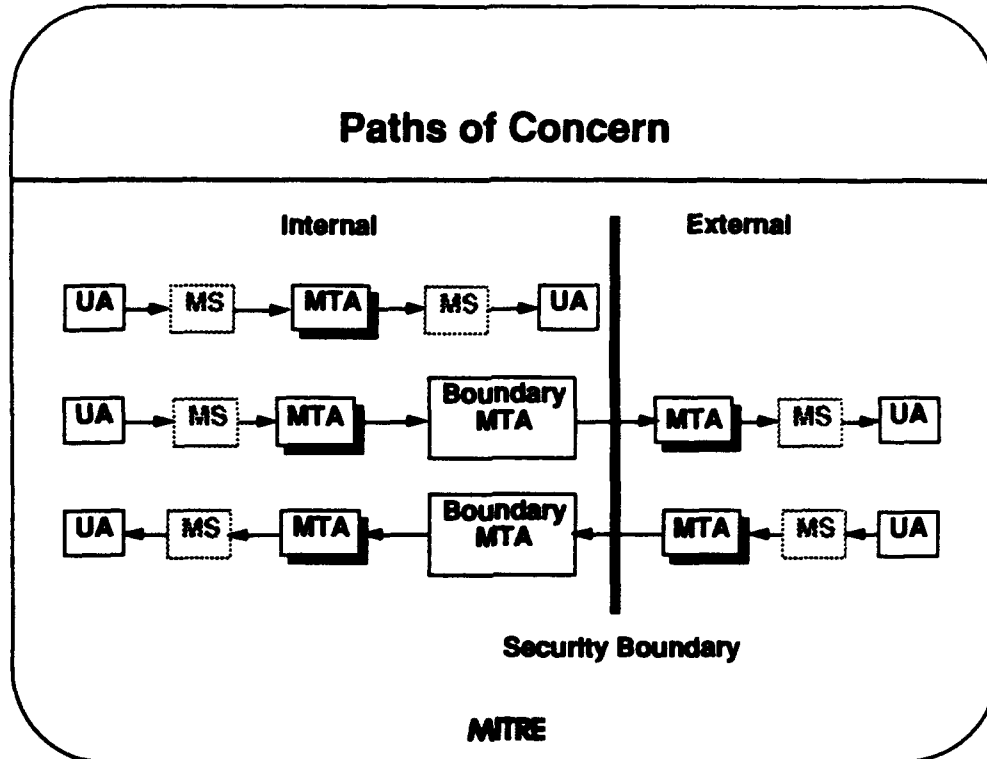 Paths of Concern
Internal External
UA MS MTA MS UA
UA MS MTA Boundary MTA MTA MS UA
UA MS MTA Boundary MTA MTA MS UA
Security Boundary
MITRE